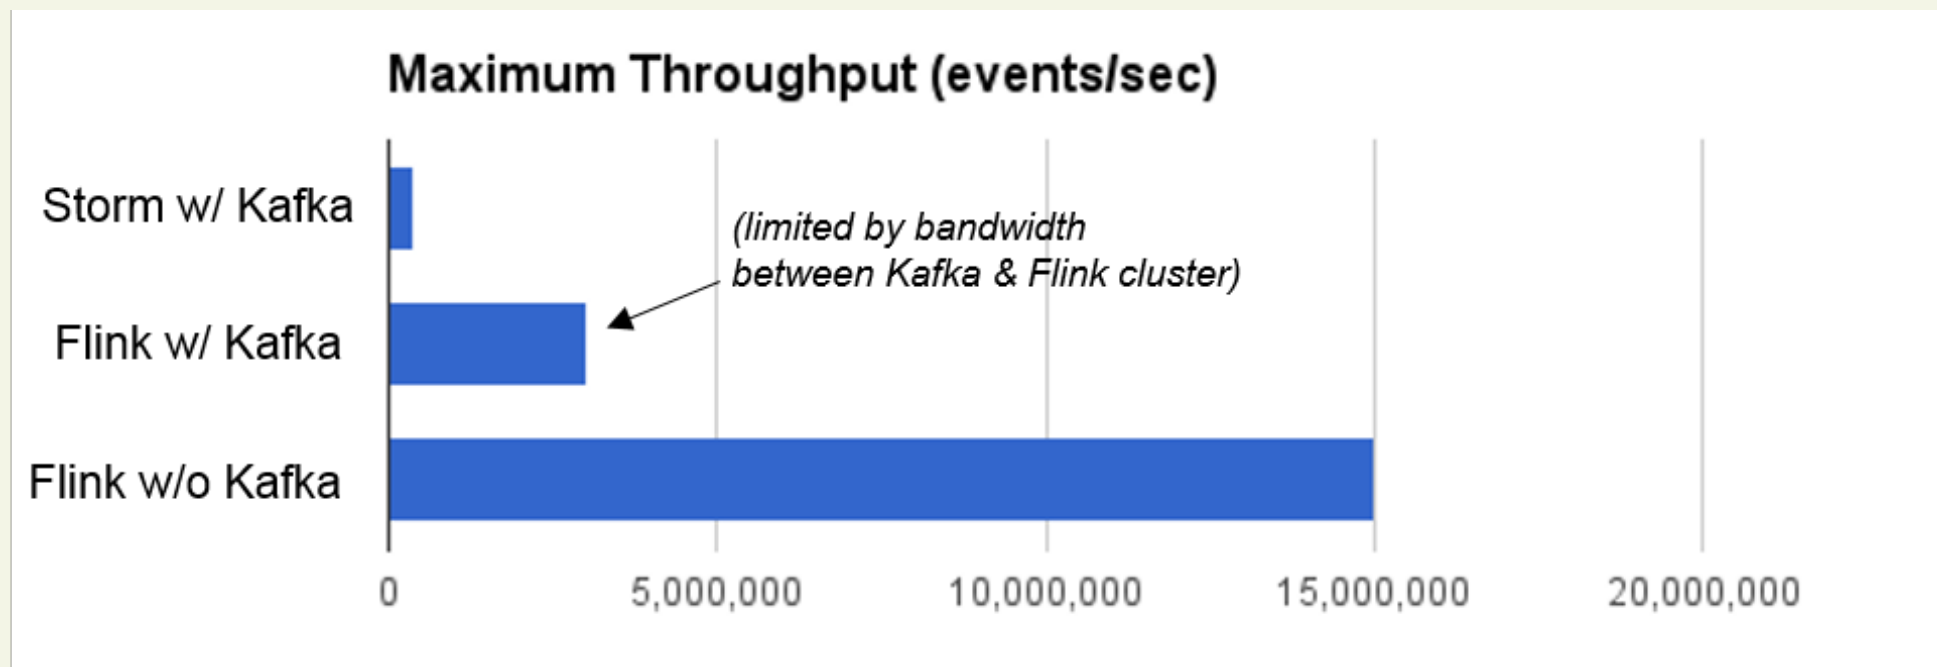 Maximum Throughput (events/sec)
Storm w/ Kafka
(limited by bandwidth
between Kafka & Flink cluster)
Flink w/ Kafka
Flink w/o Kafka
0
5,000,000
10,000,000
15,000,000
20,000,000